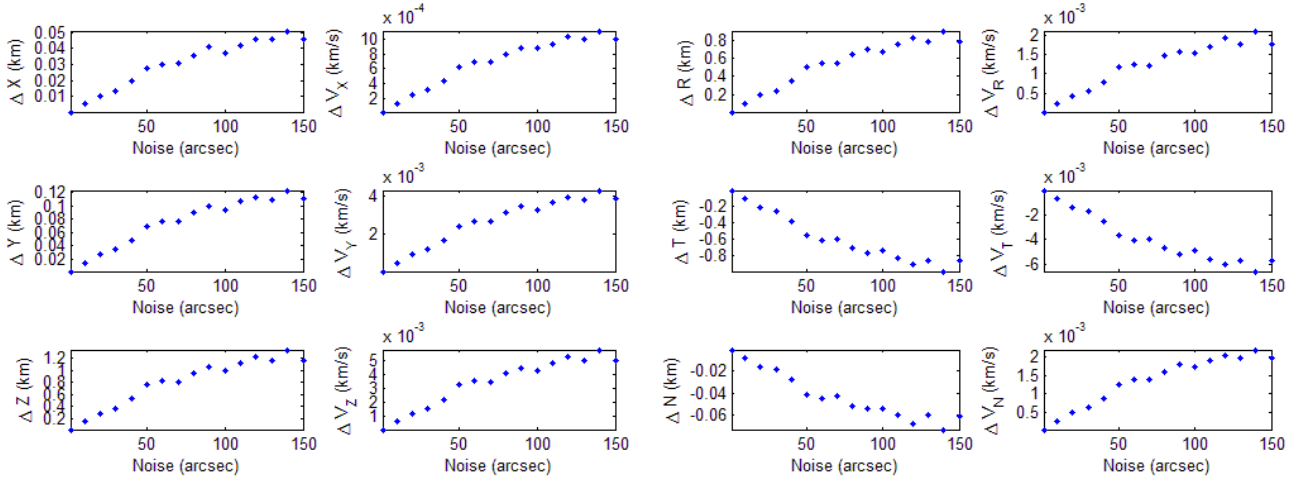 Δ X (km)
0.05
0.04
0.03
0.02
0.01
50
100
150
Noise (arcsec)
x 10⁻⁴
Δ V_X (km/s)
10
8
6
4
2
50
100
150
Noise (arcsec)
Δ R (km)
0.8
0.6
0.4
0.2
50
100
150
Noise (arcsec)
x 10⁻³
Δ V_R (km/s)
2
1.5
1
0.5
50
100
150
Noise (arcsec)
Δ Y (km)
0.12
0.1
0.08
0.06
0.04
0.02
50
100
150
Noise (arcsec)
x 10⁻³
Δ V_Y (km/s)
4
2
50
100
150
Noise (arcsec)
Δ T (km)
-0.2
-0.4
-0.6
-0.8
50
100
150
Noise (arcsec)
x 10⁻³
Δ V_T (km/s)
-2
-4
-6
50
100
150
Noise (arcsec)
Δ Z (km)
1.2
1
0.8
0.6
0.4
0.2
50
100
150
Noise (arcsec)
x 10⁻³
Δ V_Z (km/s)
5
4
3
2
1
50
100
150
Noise (arcsec)
Δ N (km)
-0.02
-0.04
-0.06
50
100
150
Noise (arcsec)
x 10⁻³
Δ V_N (km/s)
2
1.5
1
0.5
50
100
150
Noise (arcsec)